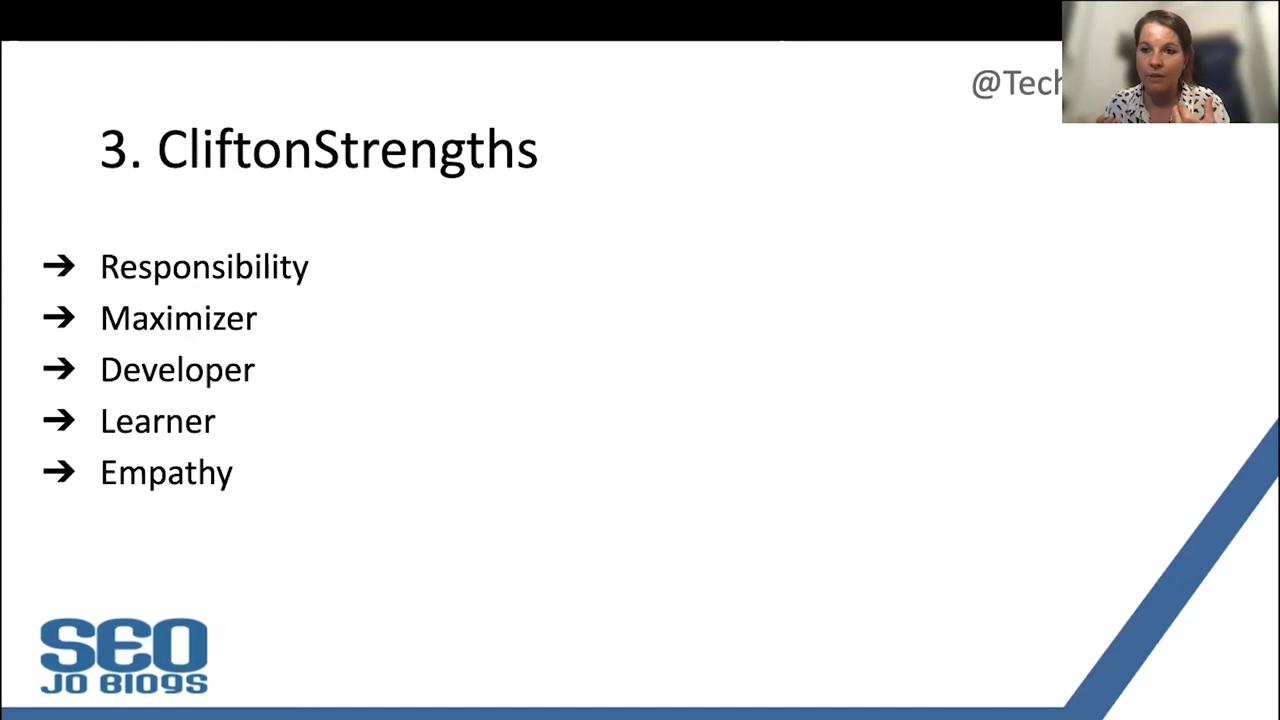 @Tech
3. CliftonStrengths
➔ Responsibility
➔ Maximizer
➔ Developer
➔ Learner
➔ Empathy
SEO
JO BlOgS